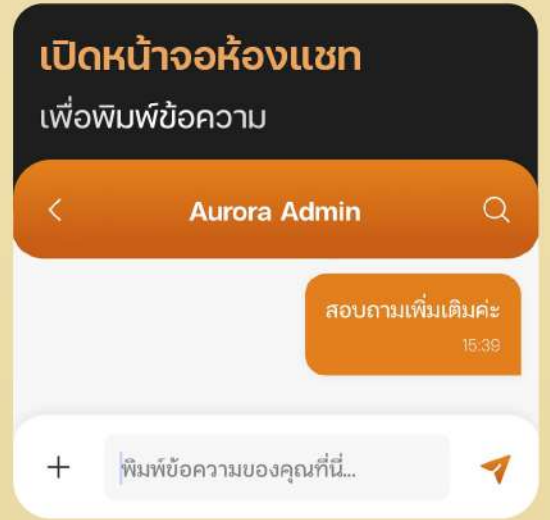 เปิดหน้าจอห้องแชท
เพื่อพิมพ์ข้อความ
Aurora Admin
สอบถามเพิ่มเติมค่ะ
15:39
พิมพ์ข้อความของคุณที่นี่...